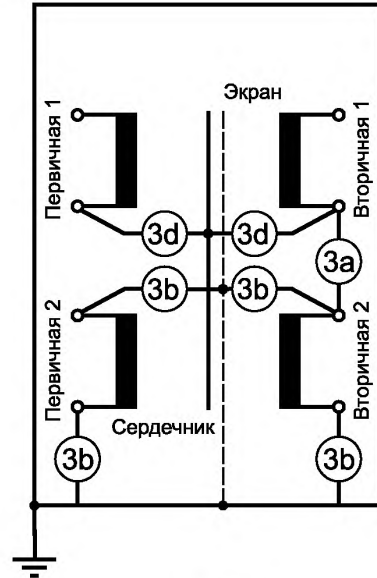 Экран
Первичная 1
Вторичная 1
3d
3d
3a
3b
3b
Первичная 2
Вторичная 2
Сердечник
3b
3b